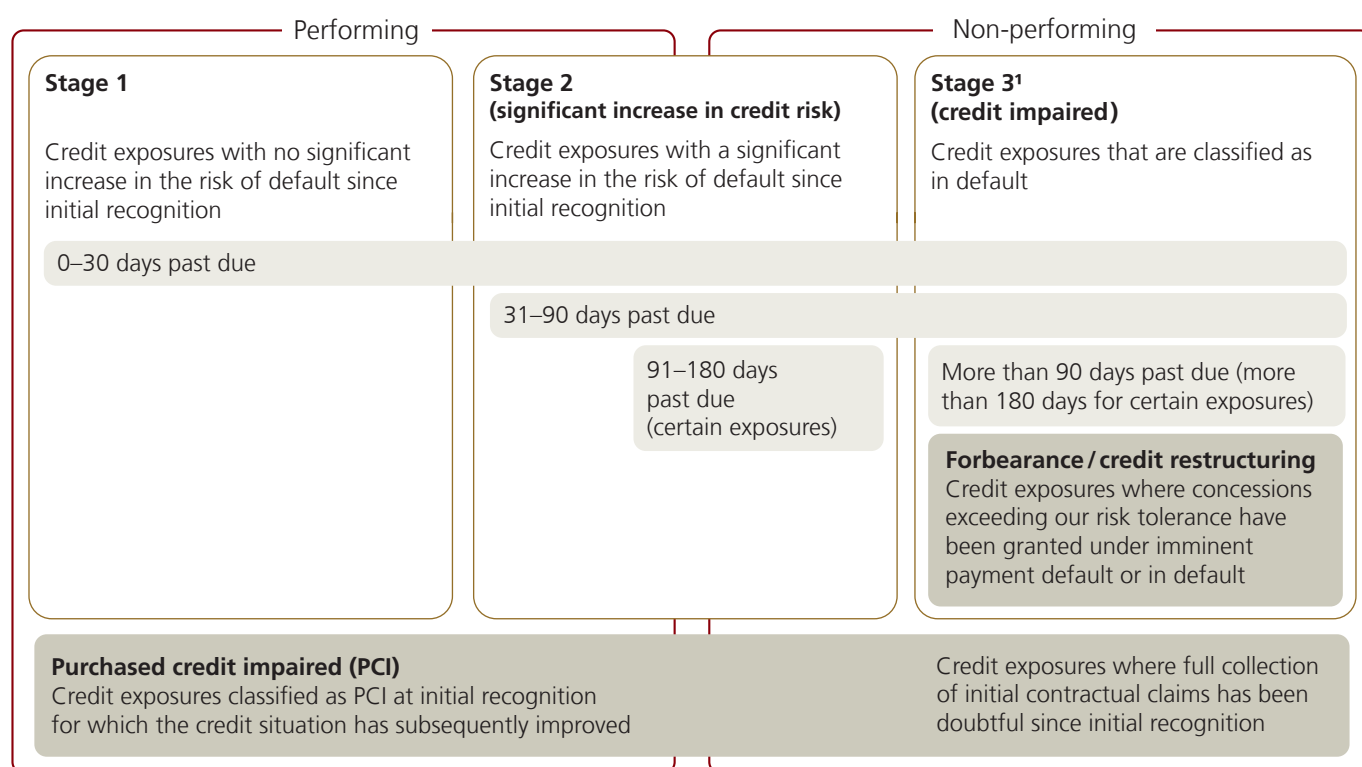 Performing
Non-performing
Stage 1
Credit exposures with no significant
increase in the risk of default since
initial recognition
Stage 2
(significant increase in credit risk)
Credit exposures with a significant
increase in the risk of default since
initial recognition
Stage 3¹
(credit impaired)
Credit exposures that are classified as
in default
0–30 days past due
31–90 days past due
91–180 days
past due
(certain exposures)
More than 90 days past due (more
than 180 days for certain exposures)
Forbearance / credit restructuring
Credit exposures where concessions
exceeding our risk tolerance have
been granted under imminent
payment default or in default
Purchased credit impaired (PCI)
Credit exposures classified as PCI at initial recognition
for which the credit situation has subsequently improved
Credit exposures where full collection
of initial contractual claims has been
doubtful since initial recognition